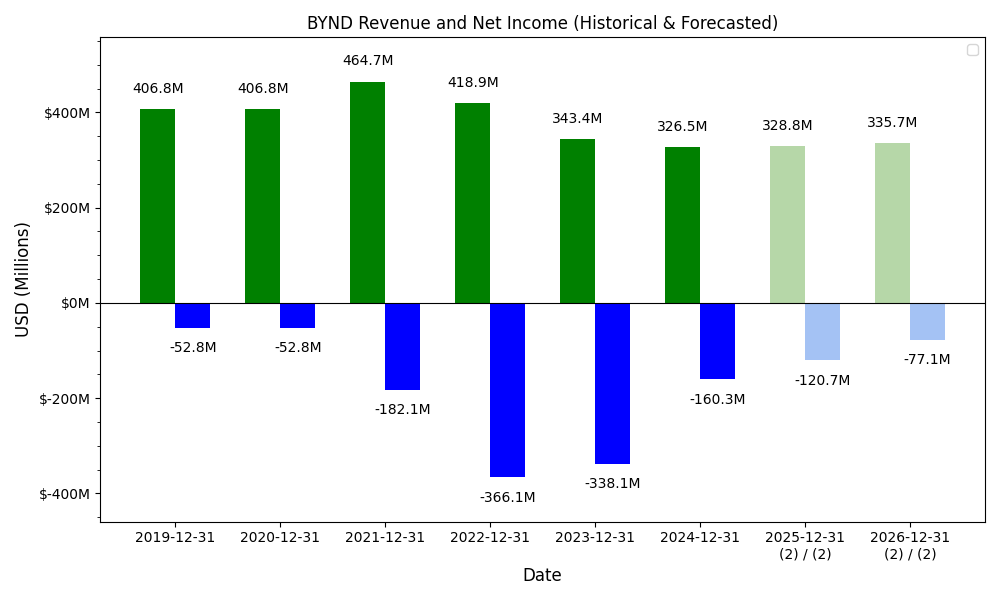 BYND Revenue and Net Income (Historical & Forecasted)
406.8M
406.8M
464.7M
418.9M
343.4M
326.5M
328.8M
335.7M
$400M
$200M
$0M
$-200M
$-400M
USD (Millions)
-52.8M
-52.8M
-182.1M
-366.1M
-338.1M
-160.3M
-120.7M
-77.1M
2019-12-31
2020-12-31
2021-12-31
2022-12-31
2023-12-31
2024-12-31
2025-12-31
(2) / (2)
2026-12-31
(2) / (2)
Date